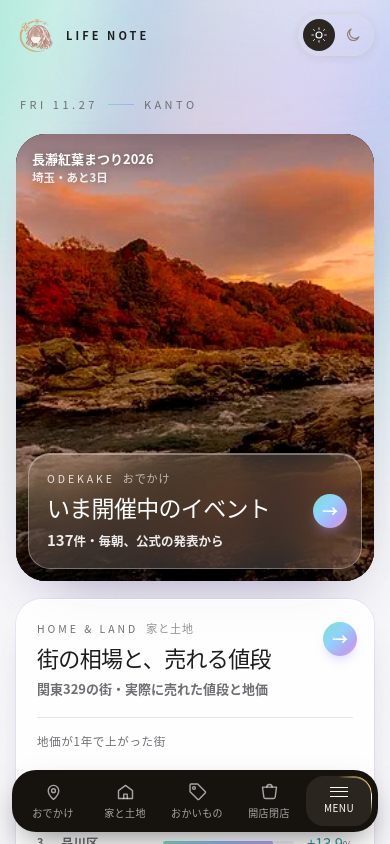 LIFE NOTE
FRI 11.27 KANTO
長瀞紅葉まつり2026
埼玉・あと3日
ODEKAKE おでかけ
いま開催中のイベント
→
137件・毎朝、公式の発表から
HOME & LAND 家と土地
→
街の相場と、売れる値段
関東329の街・実際に売れた値段と地価
地価が1年で上がった街
おでかけ
家と土地
おかいもの
開店閉店
MENU
3 品川区 +13.9%